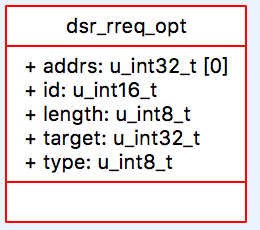 dsr_rreq_opt
+ addrs: u_int32_t [0]
+ id: u_int16_t
+ length: u_int8_t
+ target: u_int32_t
+ type: u_int8_t